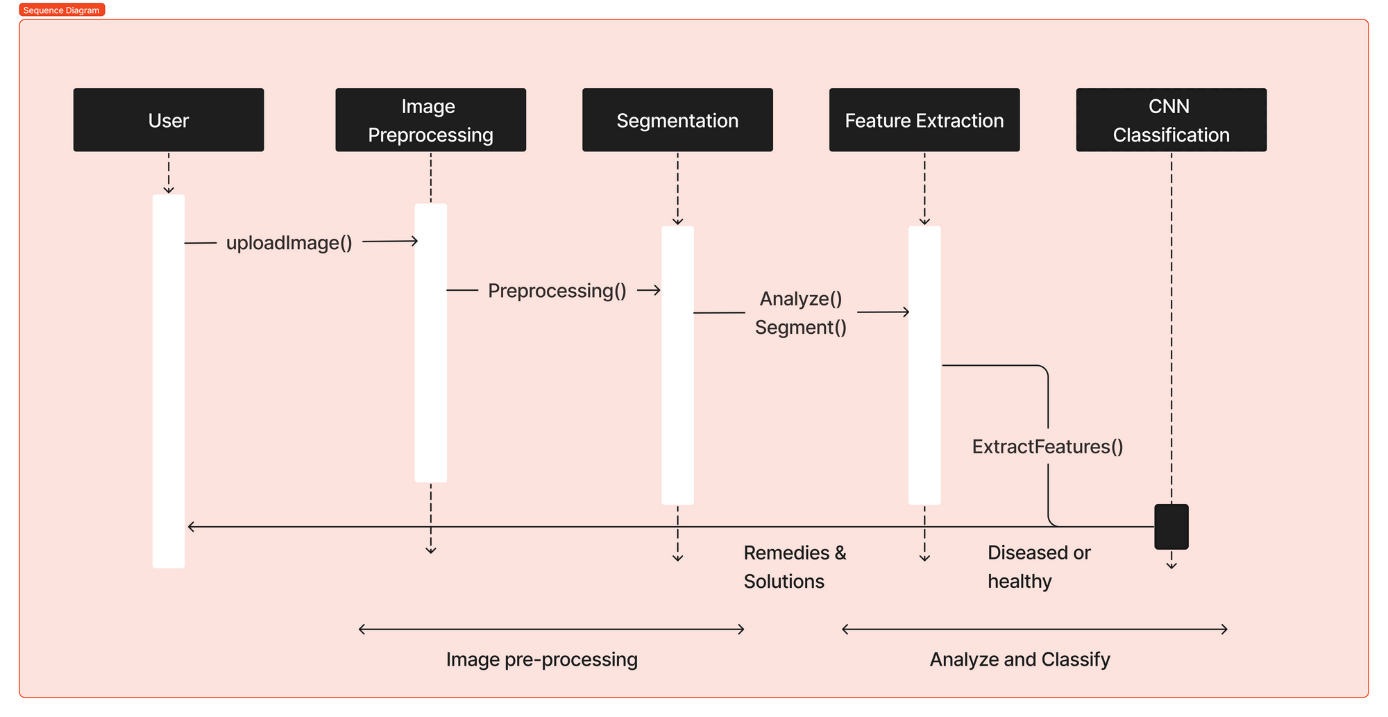 Sequence Diagram
User
Image
Preprocessing
Segmentation
Feature Extraction
CNN
Classification
uploadImage()
Preprocessing()
Analyze()
Segment()
ExtractFeatures()
Remedies &
Solutions
Diseased or
healthy
Image pre-processing
Analyze and Classify